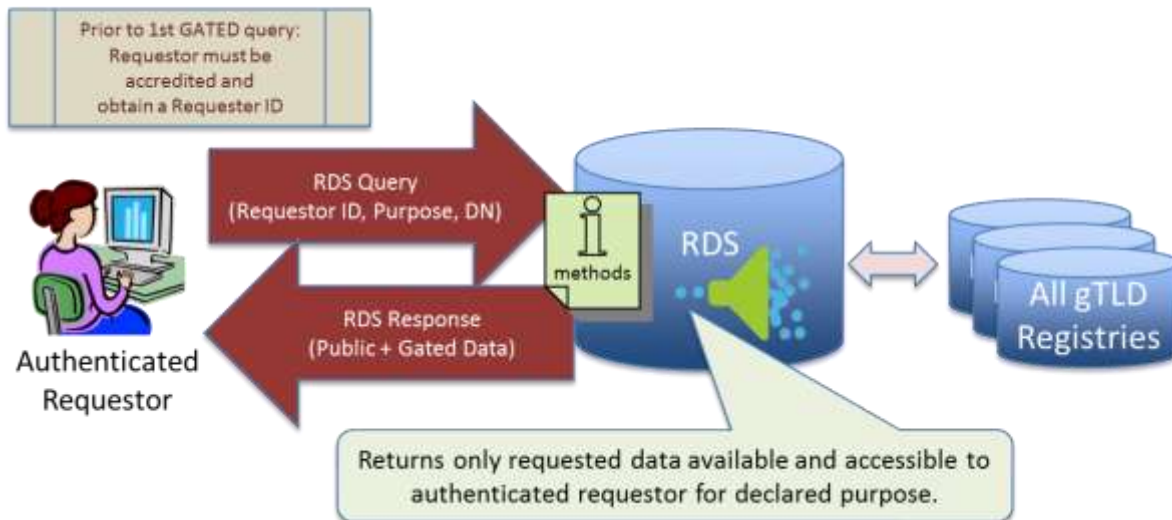 Prior to 1st GATED query:
Requestor must be
accredited and
obtain a Requester ID
RDS Query
(Requestor ID, Purpose, DN)
methods
RDS
RDS Response
(Public + Gated Data)
Authenticated
Requestor
All gTLD
Registries
Returns only requested data available and accessible to
authenticated requestor for declared purpose.